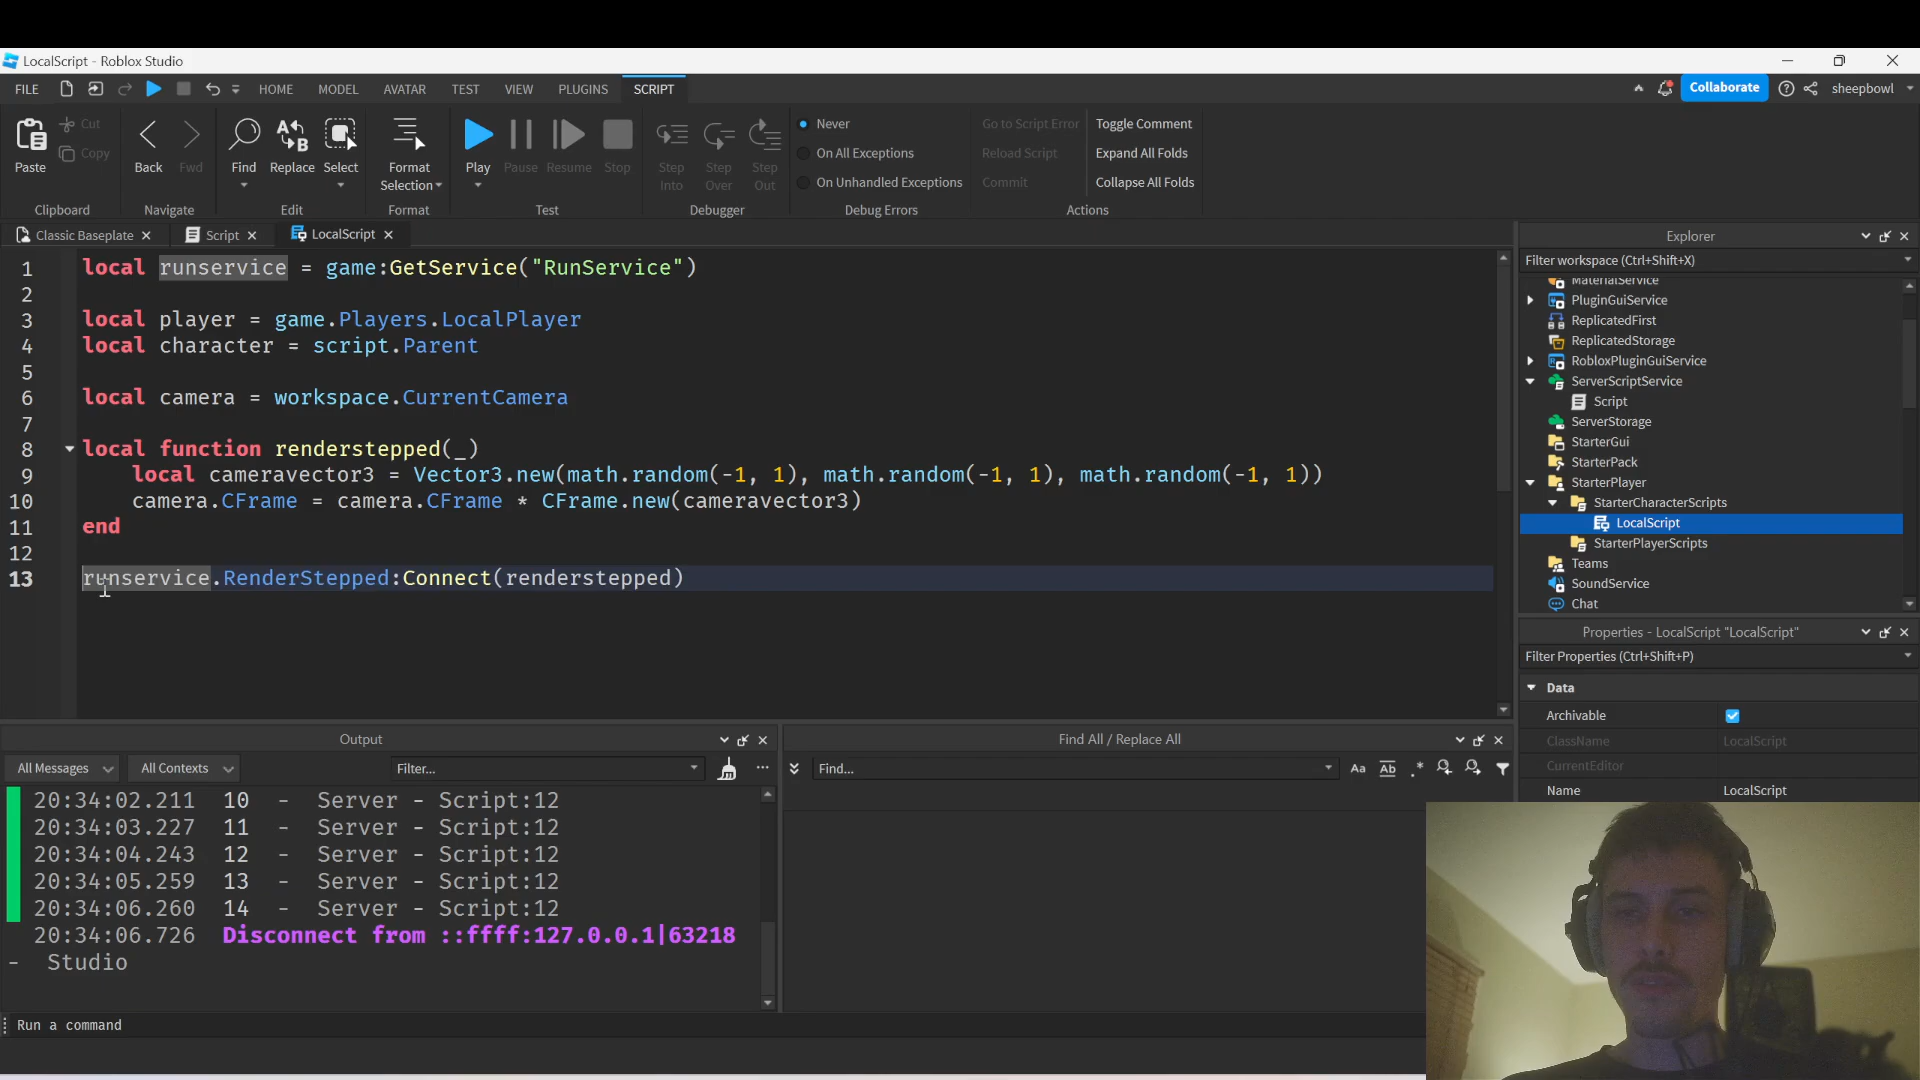 LocalScript - Roblox Studio
FILE HOME MODEL AVATAR TEST VIEW PLUGINS SCRIPT Collaborate sheepbowl
Cut
Copy
Paste
Back
Fwd
Find
Replace
Select
Format
Selection
Play
Pause
Resume
Stop
Step
Into
Step
Over
Step
Out
Never
On All Exceptions
On Unhandled Exceptions
Go to Script Error
Reload Script
Commit
Toggle Comment
Expand All Folds
Collapse All Folds
Clipboard Navigate Edit Format Test Debugger Debug Errors Actions
Classic Baseplate Script LocalScript
1 local runservice = game:GetService("RunService")
2
3 local player = game.Players.LocalPlayer
4 local character = script.Parent
5
6 local camera = workspace.CurrentCamera
7
8 local function renderstepped(_)
9 local cameravector3 = Vector3.new(math.random(-1, 1), math.random(-1, 1), math.random(-1, 1))
10 camera.CFrame = camera.CFrame * CFrame.new(cameravector3)
11 end
12
13 runservice.RenderStepped:Connect(renderstepped)
Explorer
Filter workspace (Ctrl+Shift+X)
MaterialService
PluginGuiService
ReplicatedFirst
ReplicatedStorage
RobloxPluginGuiService
ServerScriptService
Script
ServerStorage
StarterGui
StarterPack
StarterPlayer
StarterCharacterScripts
LocalScript
StarterPlayerScripts
Teams
SoundService
Chat
Properties - LocalScript "LocalScript"
Filter Properties (Ctrl+Shift+P)
Data
Archivable
ClassName LocalScript
CurrentEditor
Name LocalScript
Output
All Messages All Contexts Filter...
20:34:02.211 10 - Server - Script:12
20:34:03.227 11 - Server - Script:12
20:34:04.243 12 - Server - Script:12
20:34:05.259 13 - Server - Script:12
20:34:06.260 14 - Server - Script:12
20:34:06.726 Disconnect from ::ffff:127.0.0.1|63218
- Studio
Find All / Replace All
Find... Aa Ab .*
Run a command